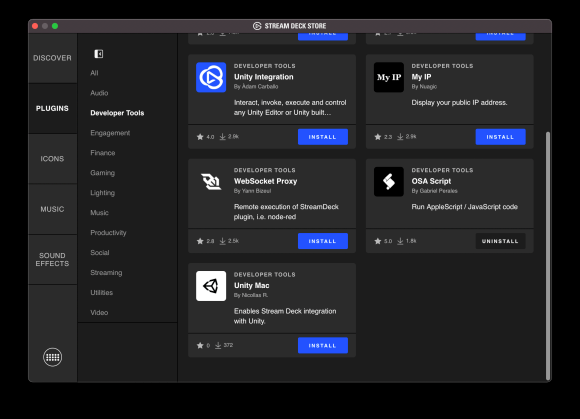 STREAM DECK STORE
DISCOVER
PLUGINS
ICONS
MUSIC
SOUND
EFFECTS
All
Audio
Developer Tools
Engagement
Finance
Gaming
Lighting
Music
Productivity
Social
Streaming
Utilities
Video
INSTALL
INSTALL
DEVELOPER TOOLS
Unity Integration
By Adam Carballo
Interact, invoke, execute and control
any Unity Editor or Unity built…
4.0 2.9k
INSTALL
My IP
DEVELOPER TOOLS
My IP
By Nuagic
Display your public IP address.
2.3 2.9k
INSTALL
DEVELOPER TOOLS
WebSocket Proxy
By Yann Bizeul
Remote execution of StreamDeck
plugin, i.e. node-red
2.8 2.5k
INSTALL
DEVELOPER TOOLS
OSA Script
By Gabriel Perales
Run AppleScript / JavaScript code
5.0 1.8k
UNINSTALL
DEVELOPER TOOLS
Unity Mac
By Nicollas R.
Enables Stream Deck integration
with Unity.
0 372
INSTALL